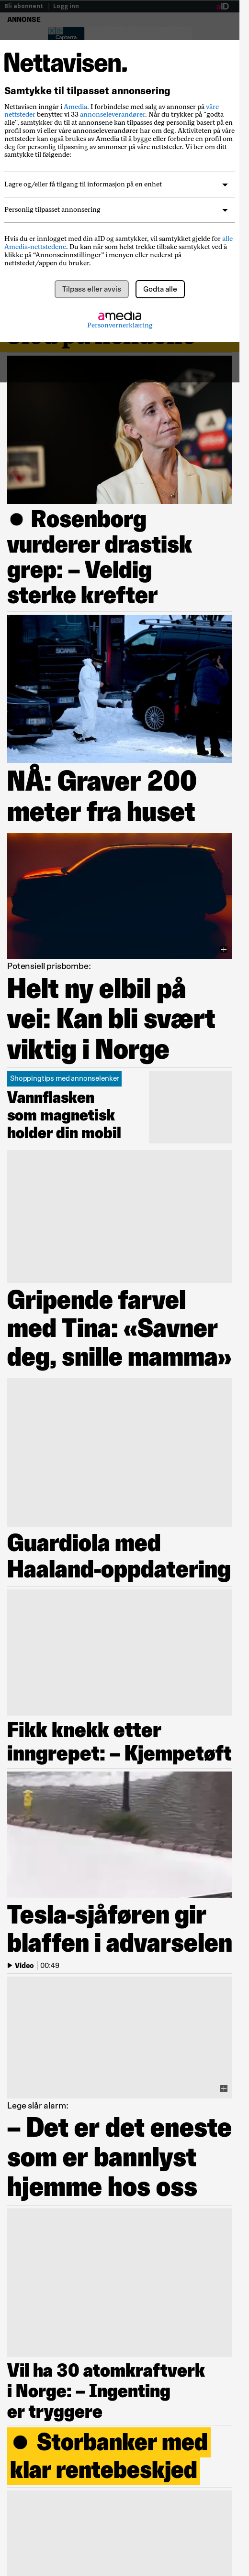 Bli abonnent | Logg inn
ANNONSE
Nettavisen.
Samtykke til tilpasset annonsering
Nettavisen inngår i Amedia. I forbindelse med salg av annonser på våre
nettsteder benytter vi 33 annonseleverandører. Når du trykker på "godta
alle", samtykker du til at annonsene kan tilpasses deg personlig basert på en
profil som vi eller våre annonseleverandører har om deg. Aktivitetsdata på våre
nettsteder kan også brukes av Amedia til å bygge eller forbedre en profil om
deg for personlig tilpasning av annonser på våre nettsteder. Vi ber om ditt
samtykke til følgende:
Lagre og/eller få tilgang til informasjon på en enhet
Personlig tilpasset annonsering
Hvis du er innlogget med din aID og samtykker, vil samtykket gjelde for alle
Amedia-nettstedene. Du kan når som helst trekke tilbake samtykket ved å
klikke på “Annonseinnstillinger” i menyen eller nederst på
nettstedet/appen du bruker.
Tilpass eller avvis
Godta alle
amedia
Personvernerklæring
● Rosenborg
vurderer drastisk
grep: – Veldig
sterke krefter
NÅ: Graver 200
meter fra huset
Potensiell prisbombe:
Helt ny elbil på
vei: Kan bli svært
viktig i Norge
Shoppingtips med annonselenker
Vannflasken
som magnetisk
holder din mobil
Gripende farvel
med Tina: «Savner
deg, snille mamma»
Guardiola med
Haaland-oppdatering
Fikk knekk etter
inngrepet: – Kjempetøft
Tesla-sjåføren gir
blaffen i advarselen
Video | 00:49
Lege slår alarm:
– Det er det eneste
som er bannlyst
hjemme hos oss
Vil ha 30 atomkraftverk
i Norge: – Ingenting
er tryggere
● Storbanker med
klar rentebeskjed